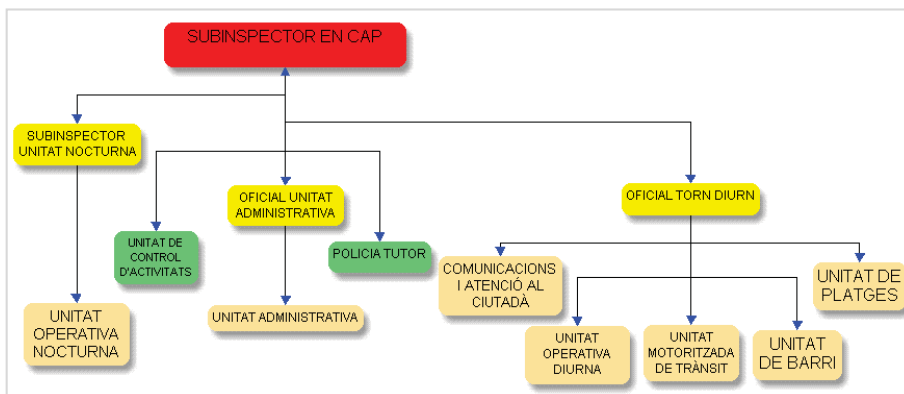 SUBINSPECTOR EN CAP
SUBINSPECTOR
UNITAT NOCTURNA
OFICIAL UNITAT
ADMINISTRATIVA
OFICIAL TORN DIURN
UNITAT DE
CONTROL
D'ACTIVITATS
POLICIA TUTOR
COMUNICACIONS
I ATENCIÓ AL
CIUTADÀ
UNITAT DE
PLATGES
UNITAT
OPERATIVA
NOCTURNA
UNITAT ADMINISTRATIVA
UNITAT
OPERATIVA
DIURNA
UNITAT
MOTORITZADA
DE TRÀNSIT
UNITAT
DE BARRI